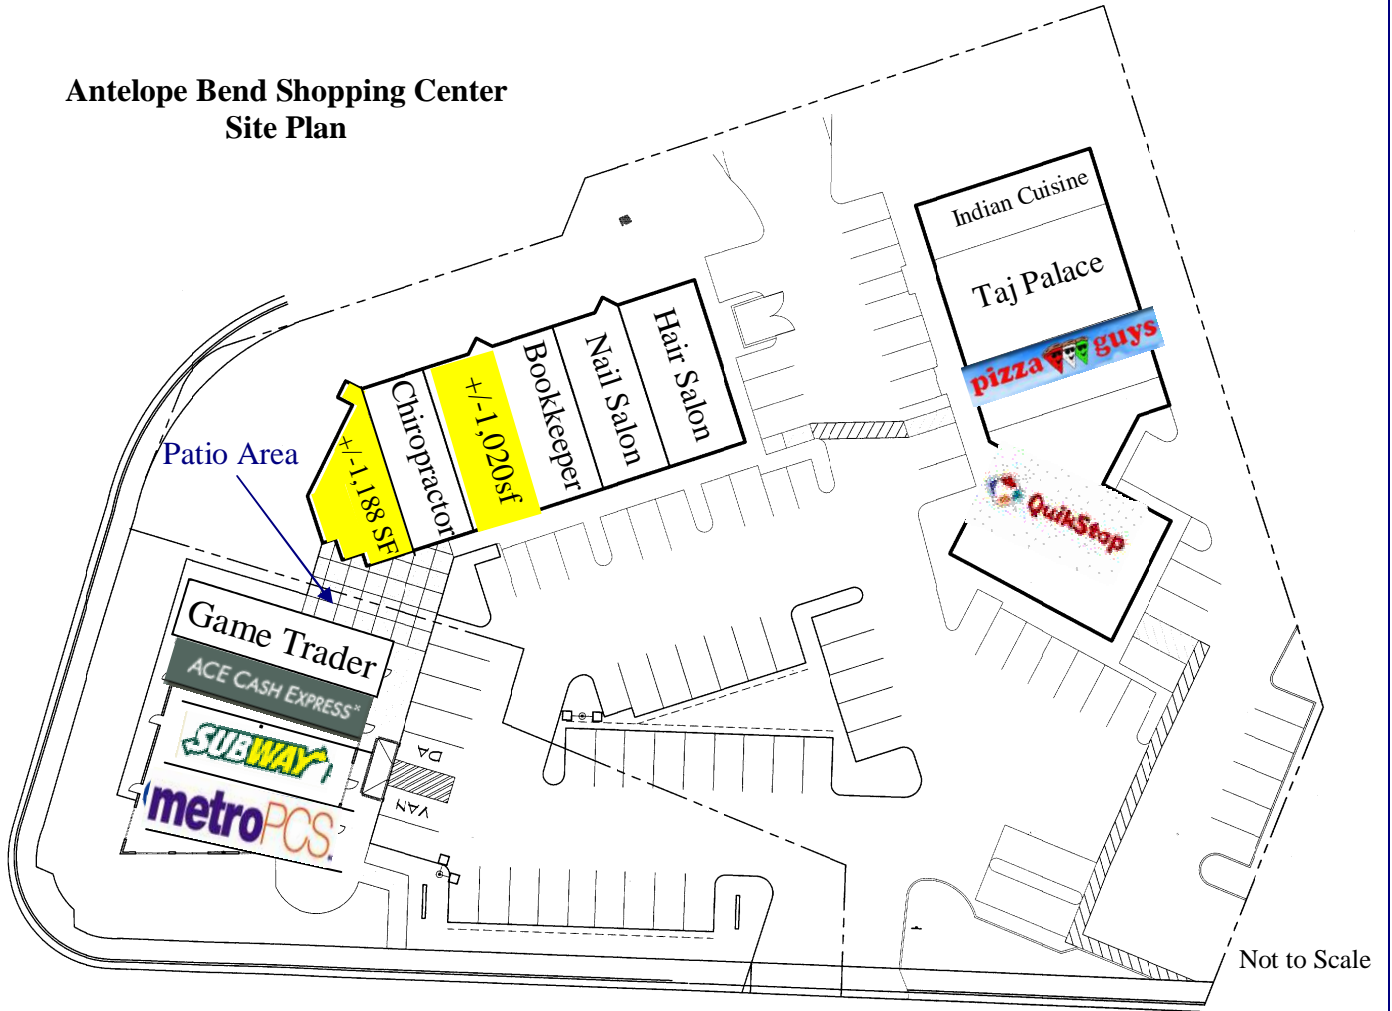 Antelope Bend Shopping Center
Site Plan
Indian Cuisine
Taj Palace
pizza guys
QuikStop
Hair Salon
Nail Salon
Bookkeeper
+/-1,020sf
Chiropractor
+/-1,188 SF
Patio Area
Game Trader
ACE CASH EXPRESS
SUBWAY
metroPCS.
DA
VAN
Not to Scale